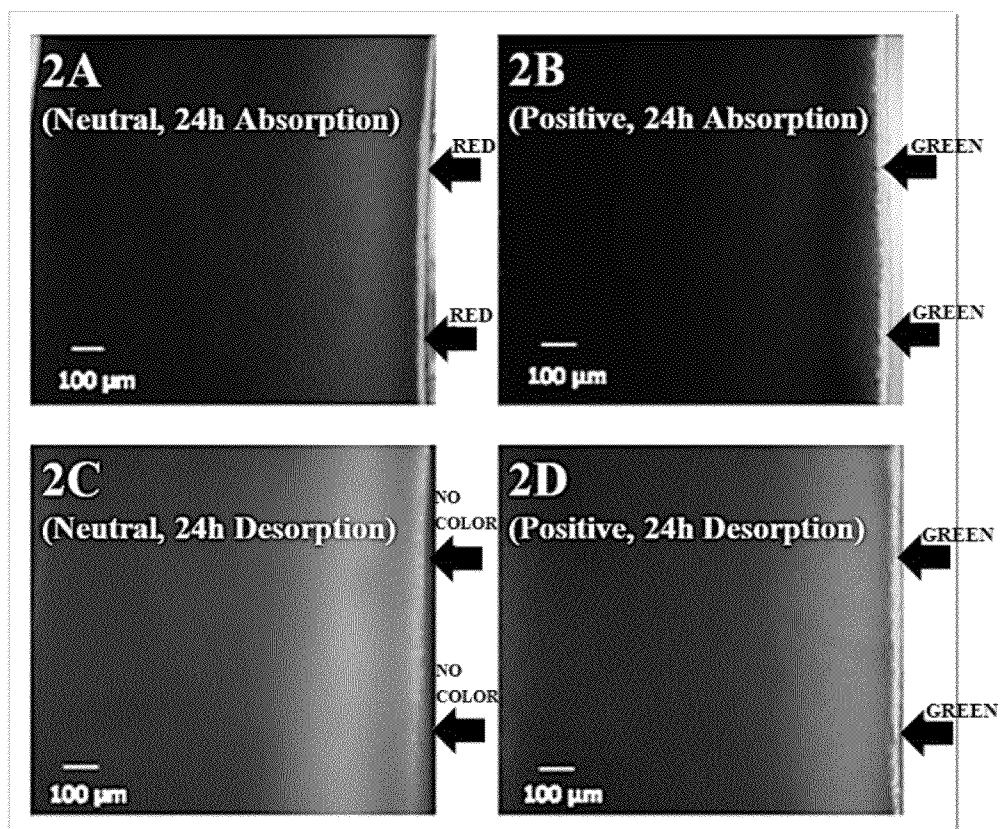 2A
(Neutral, 24h Absorption)
RED
RED
100 µm
2B
(Positive, 24h Absorption)
GREEN
GREEN
100 µm
2C
(Neutral, 24h Desorption)
NO
COLOR
NO
COLOR
100 µm
2D
(Positive, 24h Desorption)
GREEN
GREEN
100 µm